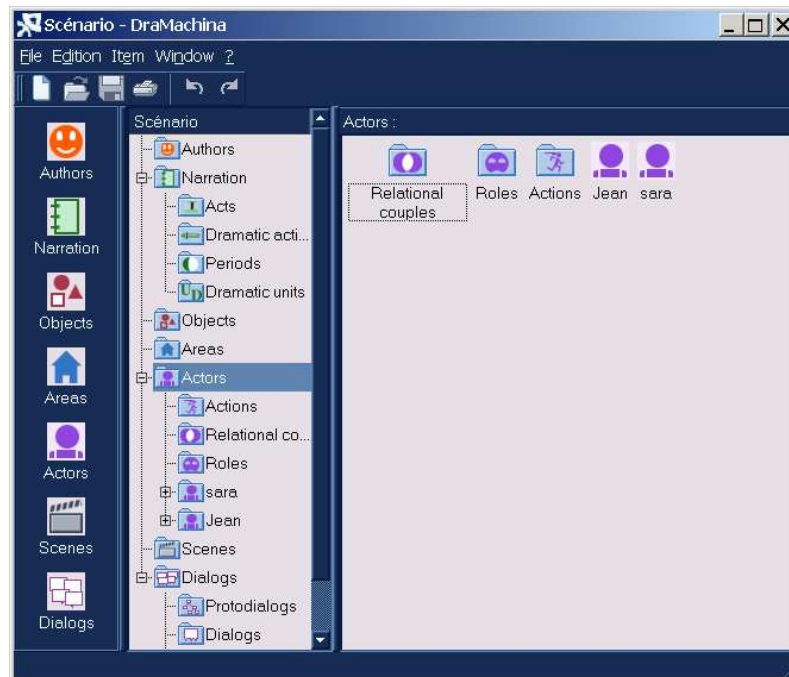 Scénario - DraMachina
File Edition Item Window ?
Authors
Narration
Objects
Areas
Actors
Scenes
Dialogs
Scénario
Authors
Narration
Acts
Dramatic acti...
Periods
Dramatic units
Objects
Areas
Actors
Actions
Relational co...
Roles
sara
Jean
Scenes
Dialogs
Protodialogs
Dialogs
Actors :
Relational
couples
Roles
Actions
Jean
sara